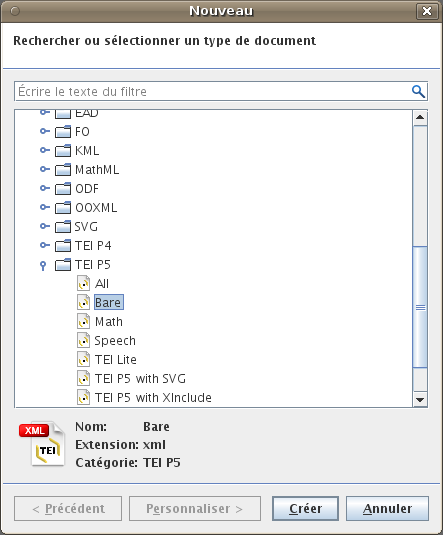 Nouveau
Rechercher ou sélectionner un type de document
Écrire le texte du filtre
EAD
FO
KML
MathML
ODF
OOXML
SVG
TEI P4
TEI P5
All
Bare
Math
Speech
TEI Lite
TEI P5 with SVG
TEI P5 with XInclude
XML
TEI
Nom: Bare
Extension: xml
Catégorie: TEI P5
< Précédent Personnaliser > Créer Annuler